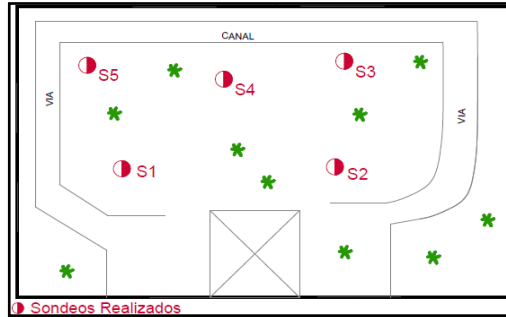 CANAL
S5
S4
S3
VIA
VIA
S1
S2
Sondeos Realizados